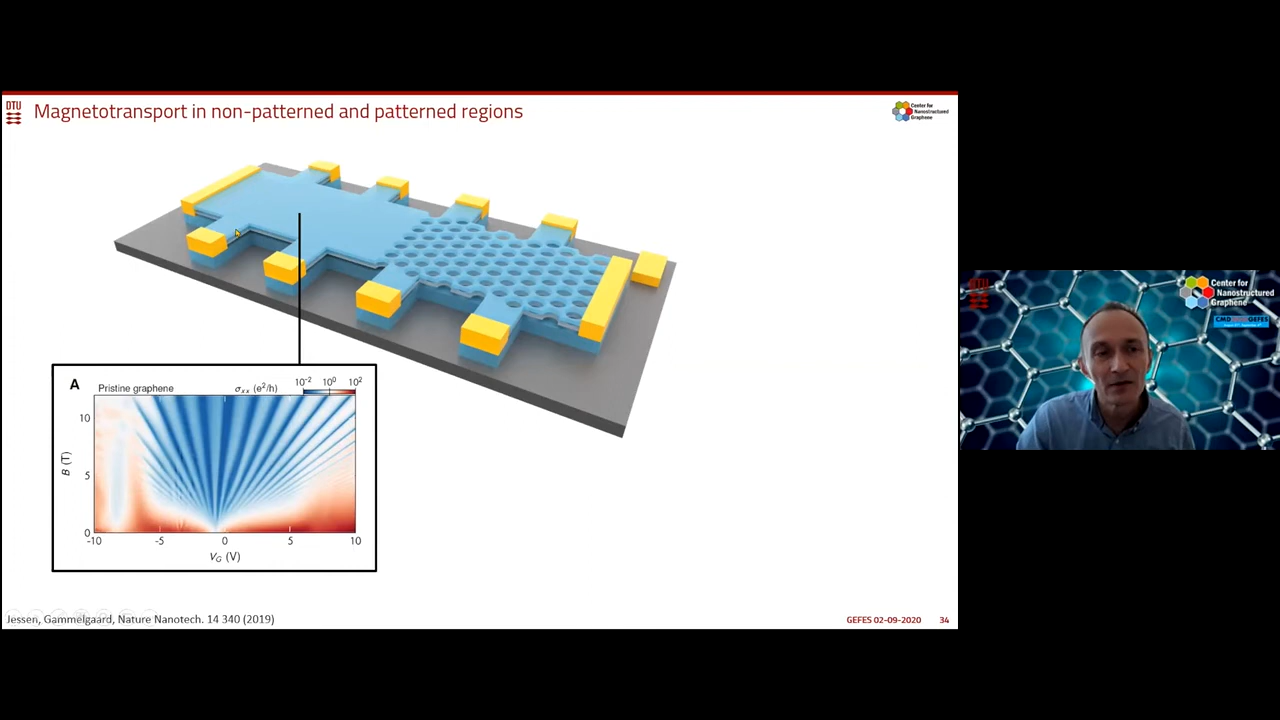 DTU
Magnetotransport in non-patterned and patterned regions
Center for
Nanostructured
Graphene
A
Pristine graphene
σxx (e²/h)
10⁻² 10⁰ 10²
10
5
0
B (T)
-10 -5 0 5 10
VG (V)
Jessen, Gammelgaard, Nature Nanotech. 14 340 (2019)
GEFES 02-09-2020 34
DTU
Center for
Nanostructured
Graphene